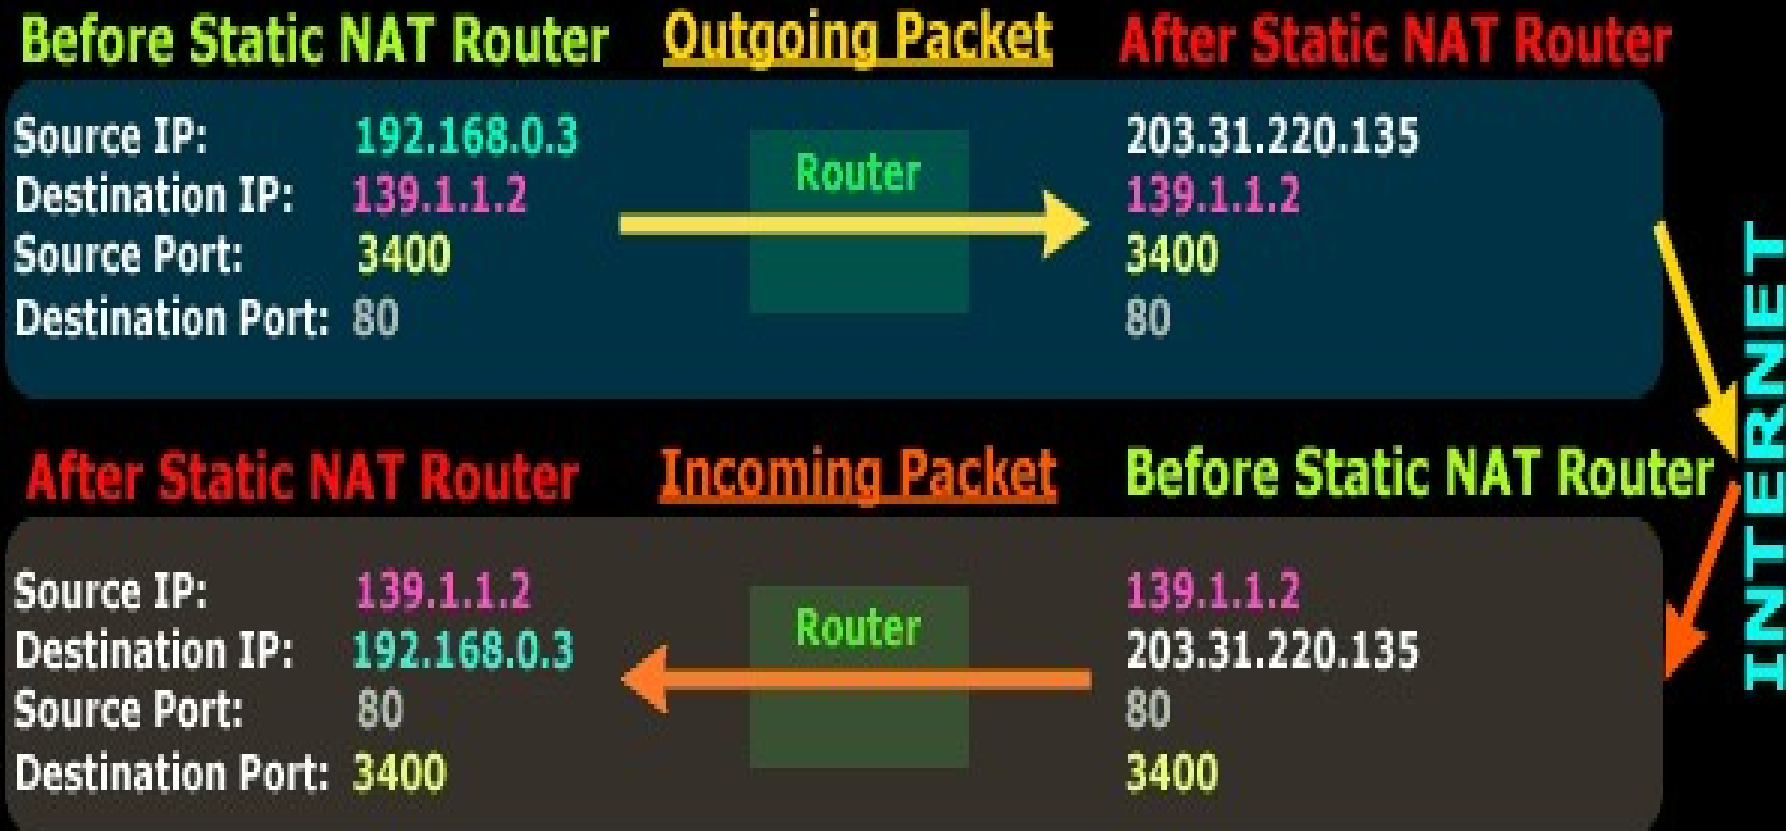 Before Static NAT Router Outgoing Packet After Static NAT Router
Source IP: 192.168.0.3 203.31.220.135
Router
Destination IP: 139.1.1.2 139.1.1.2
Source Port: 3400 3400
Destination Port: 80 80
INTERNET
After Static NAT Router Incoming Packet Before Static NAT Router
Source IP: 139.1.1.2 139.1.1.2
Router
Destination IP: 192.168.0.3 203.31.220.135
Source Port: 80 80
Destination Port: 3400 3400